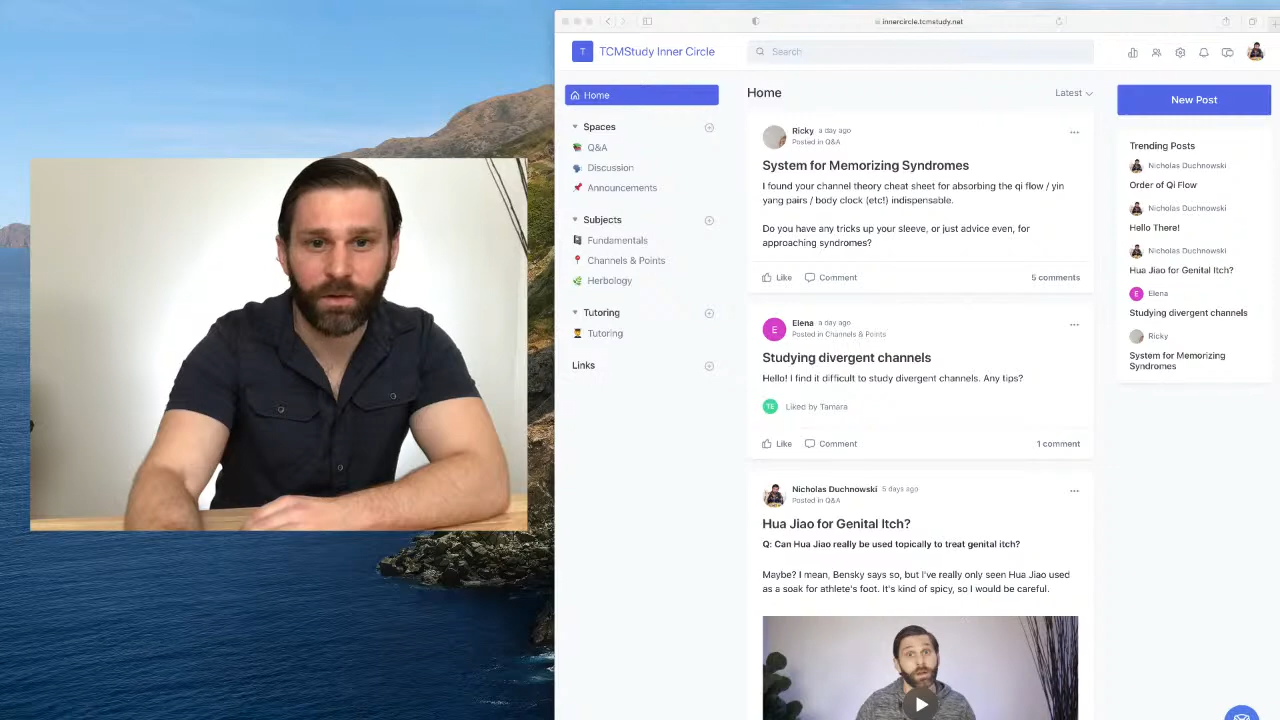 innercircle.tcmstudy.net
T
TCMStudy Inner Circle
Search
Home
Spaces
Q&A
Discussion
Announcements
Subjects
Fundamentals
Channels & Points
Herbology
Tutoring
Tutoring
Links
Home
Latest
Ricky a day ago
Posted in Q&A
System for Memorizing Syndromes
I found your channel theory cheat sheet for absorbing the qi flow / yin
yang pairs / body clock (etc!) indispensable.
Do you have any tricks up your sleeve, or just advice even, for
approaching syndromes?
Like
Comment
5 comments
E
Elena a day ago
Posted in Channels & Points
Studying divergent channels
Hello! I find it difficult to study divergent channels. Any tips?
TE
Liked by Tamara
Like
Comment
1 comment
Nicholas Duchnowski 5 days ago
Posted in Q&A
Hua Jiao for Genital Itch?
Q: Can Hua Jiao really be used topically to treat genital itch?
Maybe? I mean, Bensky says so, but I've really only seen Hua Jiao used
as a soak for athlete's foot. It's kind of spicy, so I would be careful.
New Post
Trending Posts
Nicholas Duchnowski
Order of Qi Flow
Nicholas Duchnowski
Hello There!
Nicholas Duchnowski
Hua Jiao for Genital Itch?
E
Elena
Studying divergent channels
Ricky
System for Memorizing
Syndromes